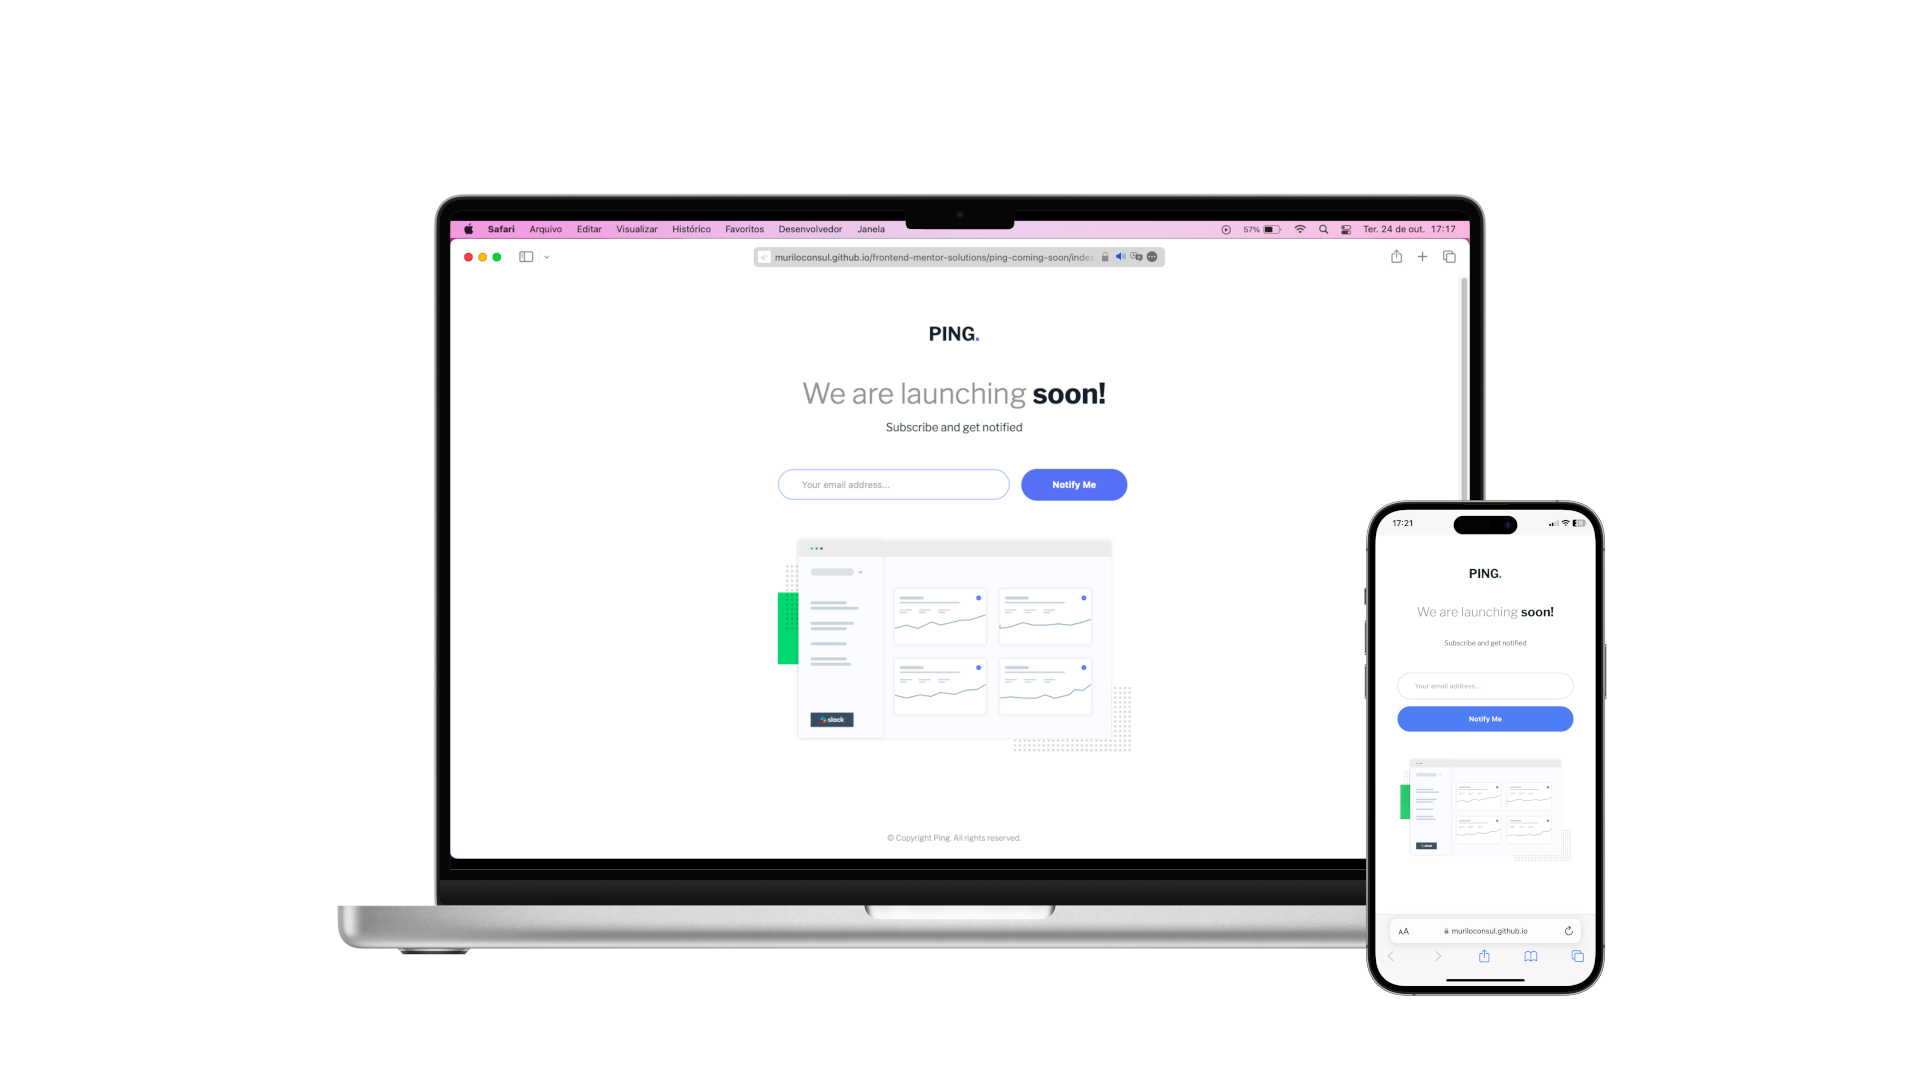 Safari Arquivo Editar Visualizar Histórico Favoritos Desenvolvedor Janela 57% Ter. 24 de out. 17:17
muriloconsul.github.io/frontend-mentor-solutions/ping-coming-soon/index
PING.
We are launching soon!
Subscribe and get notified
Your email address...
Notify Me
slack
© Copyright Ping. All rights reserved.
17:21
PING.
We are launching soon!
Subscribe and get notified
Your email address...
Notify Me
slack
AA muriloconsul.github.io